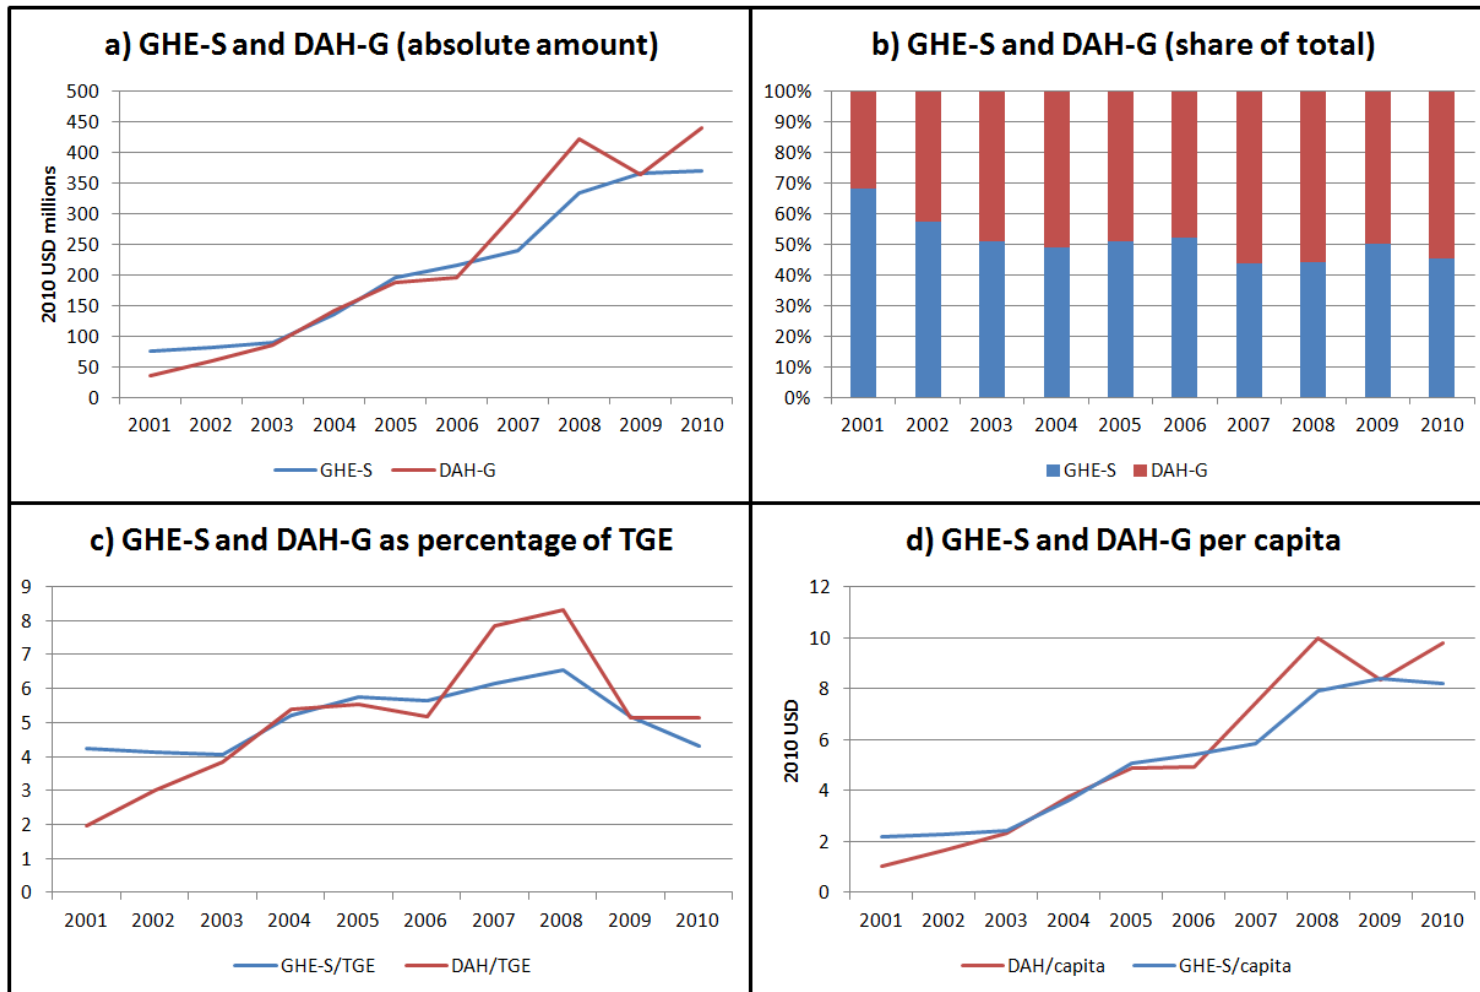 a) GHE-S and DAH-G (absolute amount)
500
450
400
350
300
250
200
150
100
50
0
2010 USD millions
2001 2002 2003 2004 2005 2006 2007 2008 2009 2010
GHE-S DAH-G
b) GHE-S and DAH-G (share of total)
100%
90%
80%
70%
60%
50%
40%
30%
20%
10%
0%
2001 2002 2003 2004 2005 2006 2007 2008 2009 2010
GHE-S DAH-G
c) GHE-S and DAH-G as percentage of TGE
9
8
7
6
5
4
3
2
1
0
2001 2002 2003 2004 2005 2006 2007 2008 2009 2010
GHE-S/TGE DAH/TGE
d) GHE-S and DAH-G per capita
12
10
8
6
4
2
0
2010 USD
2001 2002 2003 2004 2005 2006 2007 2008 2009 2010
DAH/capita GHE-S/capita